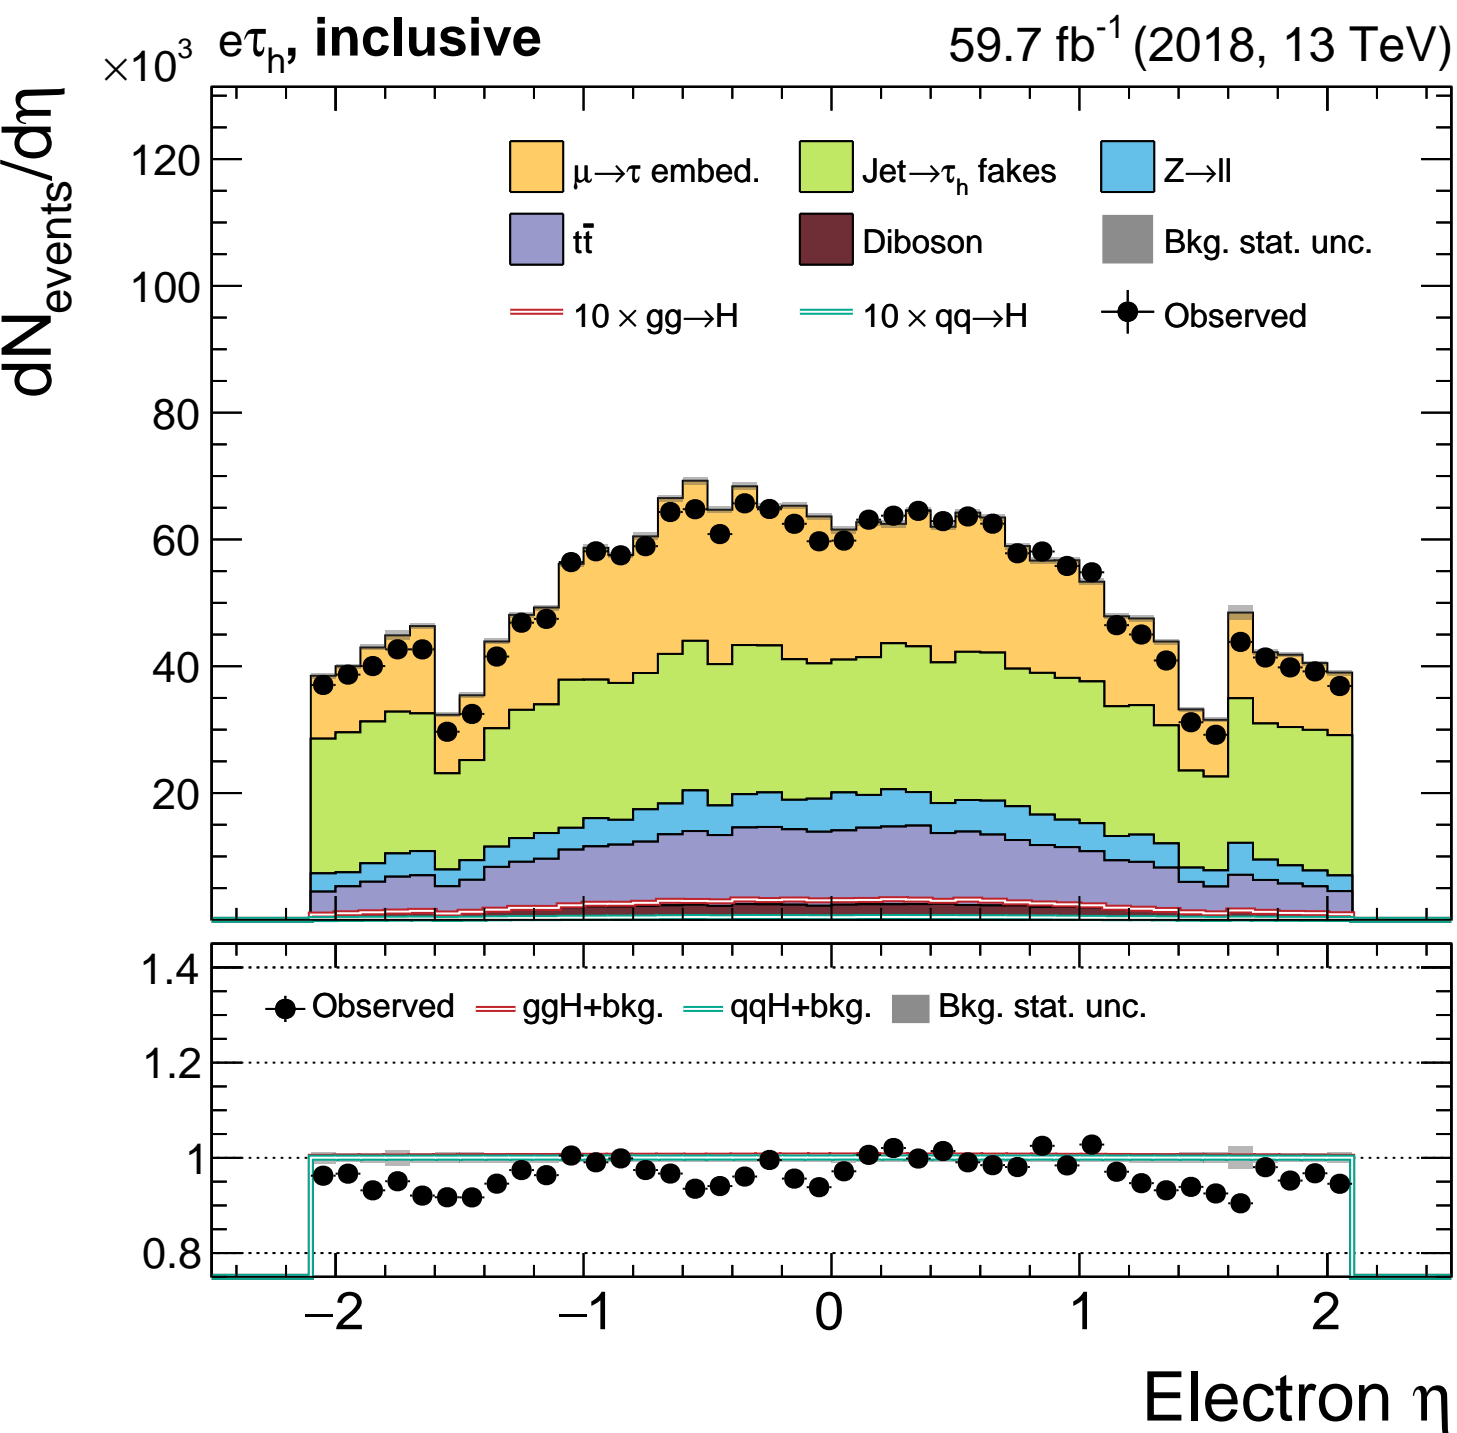 ×10³ eτₕ, inclusive 59.7 fb⁻¹ (2018, 13 TeV)
dN_events/dη
120
100
80
60
40
20
μ→τ embed. Jet→τₕ fakes Z→ll
tt̄ Diboson Bkg. stat. unc.
10 × gg→H 10 × qq→H Observed
1.4
1.2
1
0.8
Observed ggH+bkg. qqH+bkg. Bkg. stat. unc.
−2 −1 0 1 2
Electron η